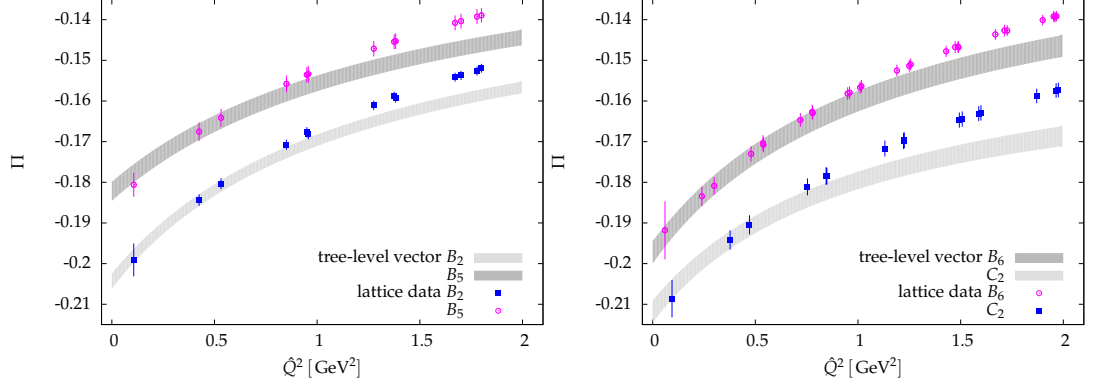 -0.14
-0.15
-0.16
-0.17
-0.18
-0.19
-0.2
-0.21
Π
0 0.5 1 1.5 2
Q̂² [GeV²]
tree-level vector B₂
B₅
lattice data B₂
B₅
-0.14
-0.15
-0.16
-0.17
-0.18
-0.19
-0.2
-0.21
Π
0 0.5 1 1.5 2
Q̂² [GeV²]
tree-level vector B₆
C₂
lattice data B₆
C₂